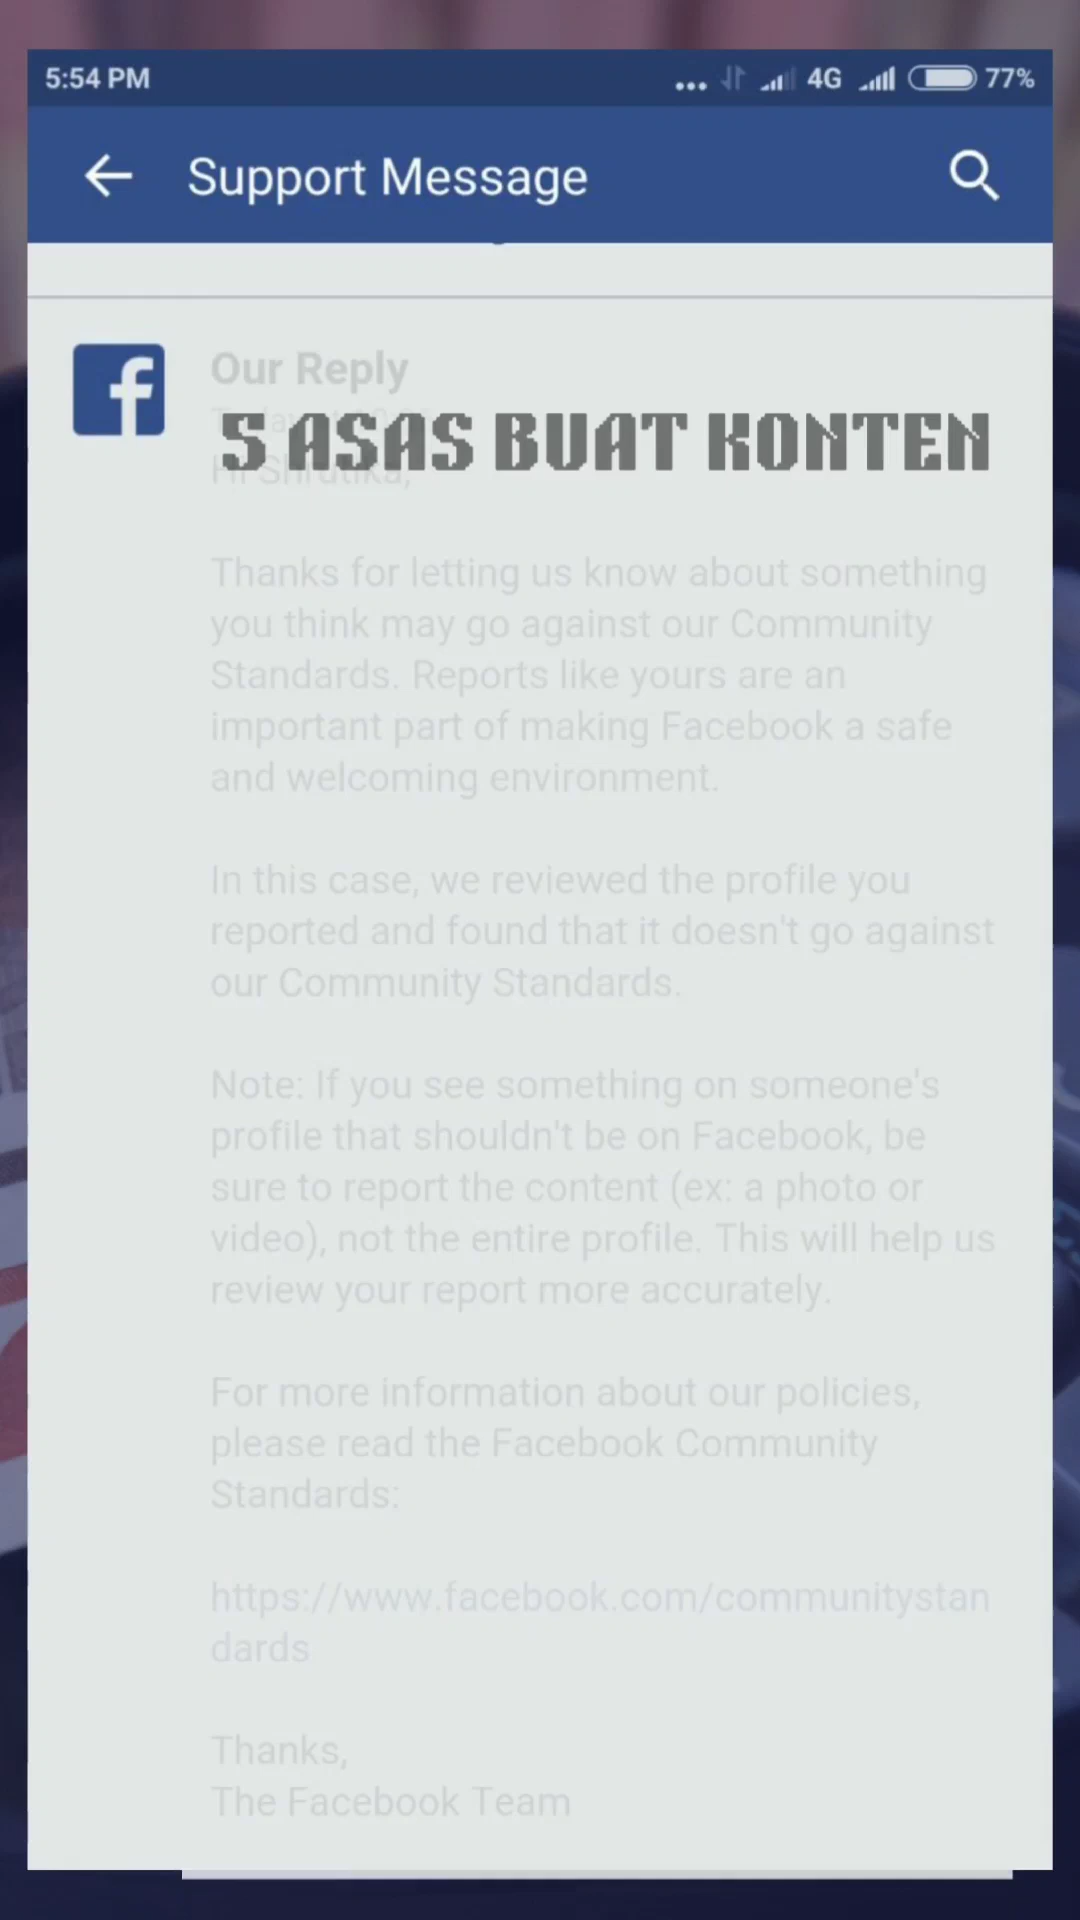 5:54 PM
4G
77%
Support Message
Our Reply
5 ASAS BUAT KONTEN
Hi Shrutika,
Thanks for letting us know about something
you think may go against our Community
Standards. Reports like yours are an
important part of making Facebook a safe
and welcoming environment.
In this case, we reviewed the profile you
reported and found that it doesn't go against
our Community Standards.
Note: If you see something on someone's
profile that shouldn't be on Facebook, be
sure to report the content (ex: a photo or
video), not the entire profile. This will help us
review your report more accurately.
For more information about our policies,
please read the Facebook Community
Standards:
https://www.facebook.com/communitystan
dards
Thanks,
The Facebook Team